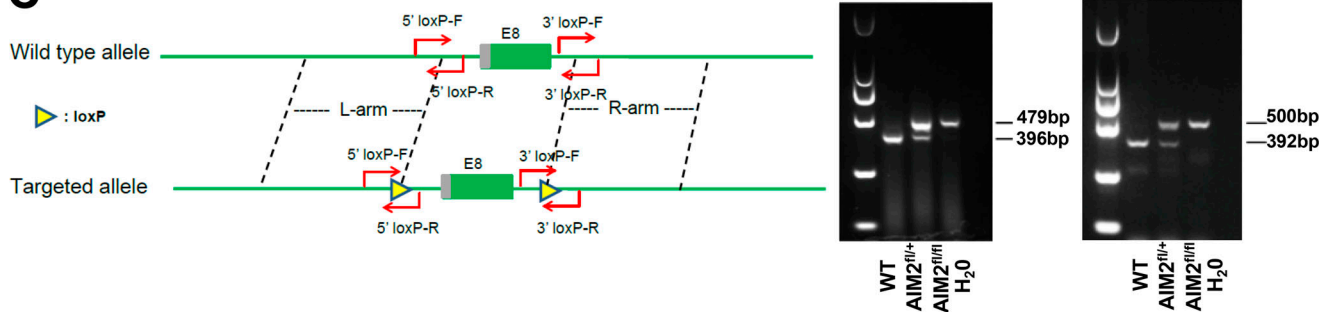 5' loxP-F
3' loxP-F
E8
Wild type allele
5' loxP-R
3' loxP-R
L-arm
R-arm
: loxP
5' loxP-F
3' loxP-F
E8
Targeted allele
5' loxP-R
3' loxP-R
479bp
396bp
WT
AIM2fl/+
AIM2fl/fl
H20
500bp
392bp
WT
AIM2fl/+
AIM2fl/fl
H20